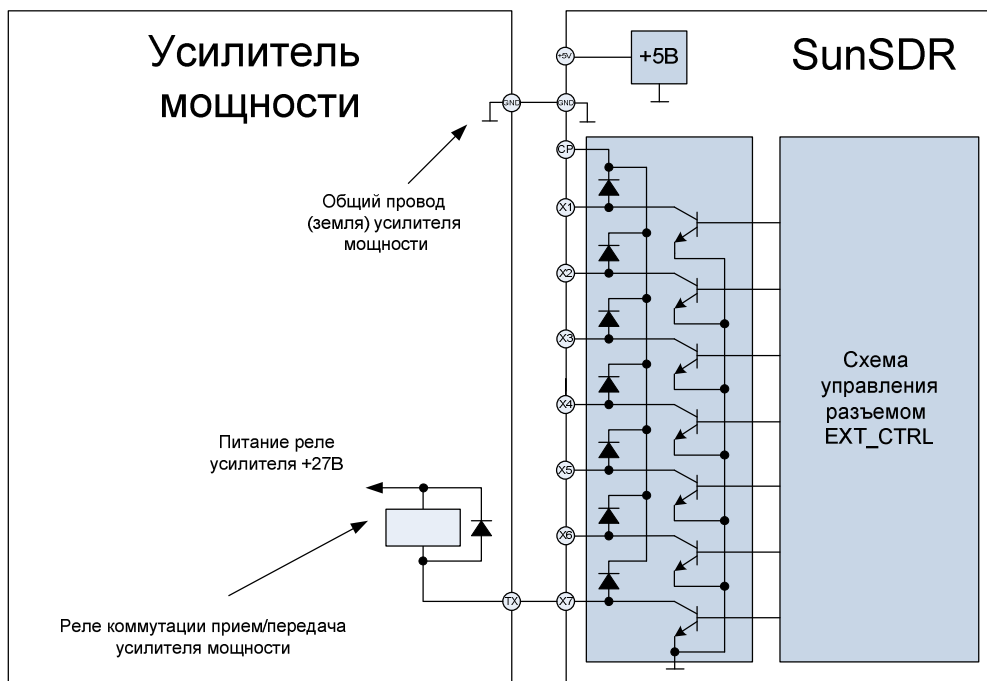 Усилитель
мощности
SunSDR
+5V
+5В
GND
GND
CP
X1
X2
X3
X4
X5
X6
TX
X7
Общий провод
(земля) усилителя
мощности
Питание реле
усилителя +27В
Реле коммутации прием/передача
усилителя мощности
Схема
управления
разъемом
EXT_CTRL